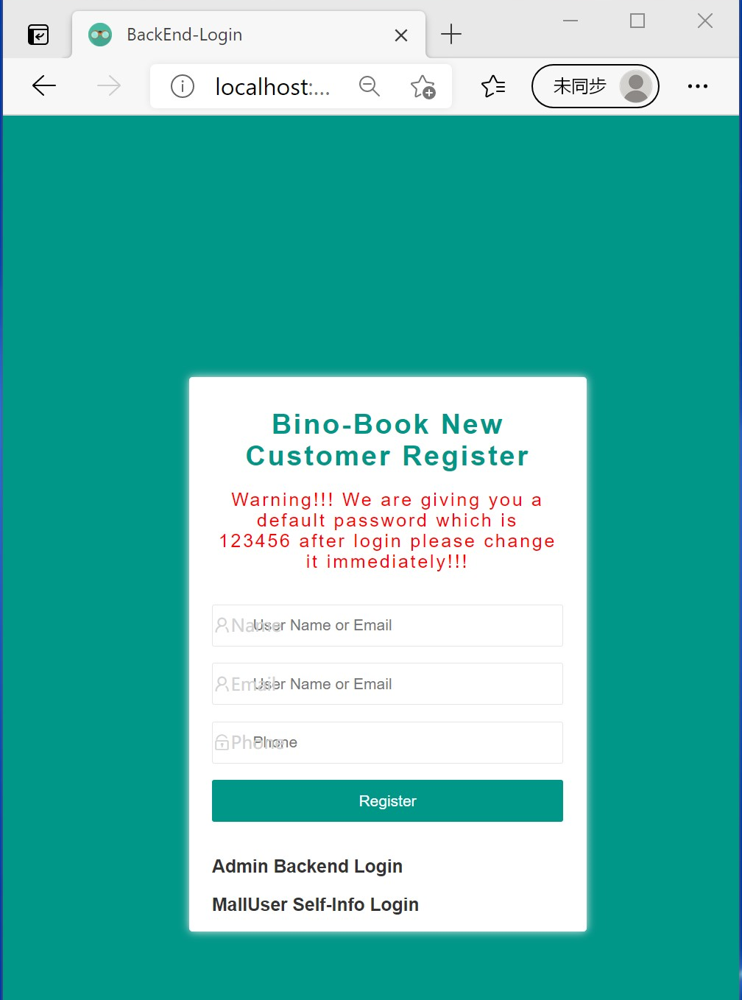 BackEnd-Login
localhost:...
未同步
Bino-Book New
Customer Register
Warning!!! We are giving you a
default password which is
123456 after login please change
it immediately!!!
Name User Name or Email
Email User Name or Email
Phone Phone
Register
Admin Backend Login
MallUser Self-Info Login